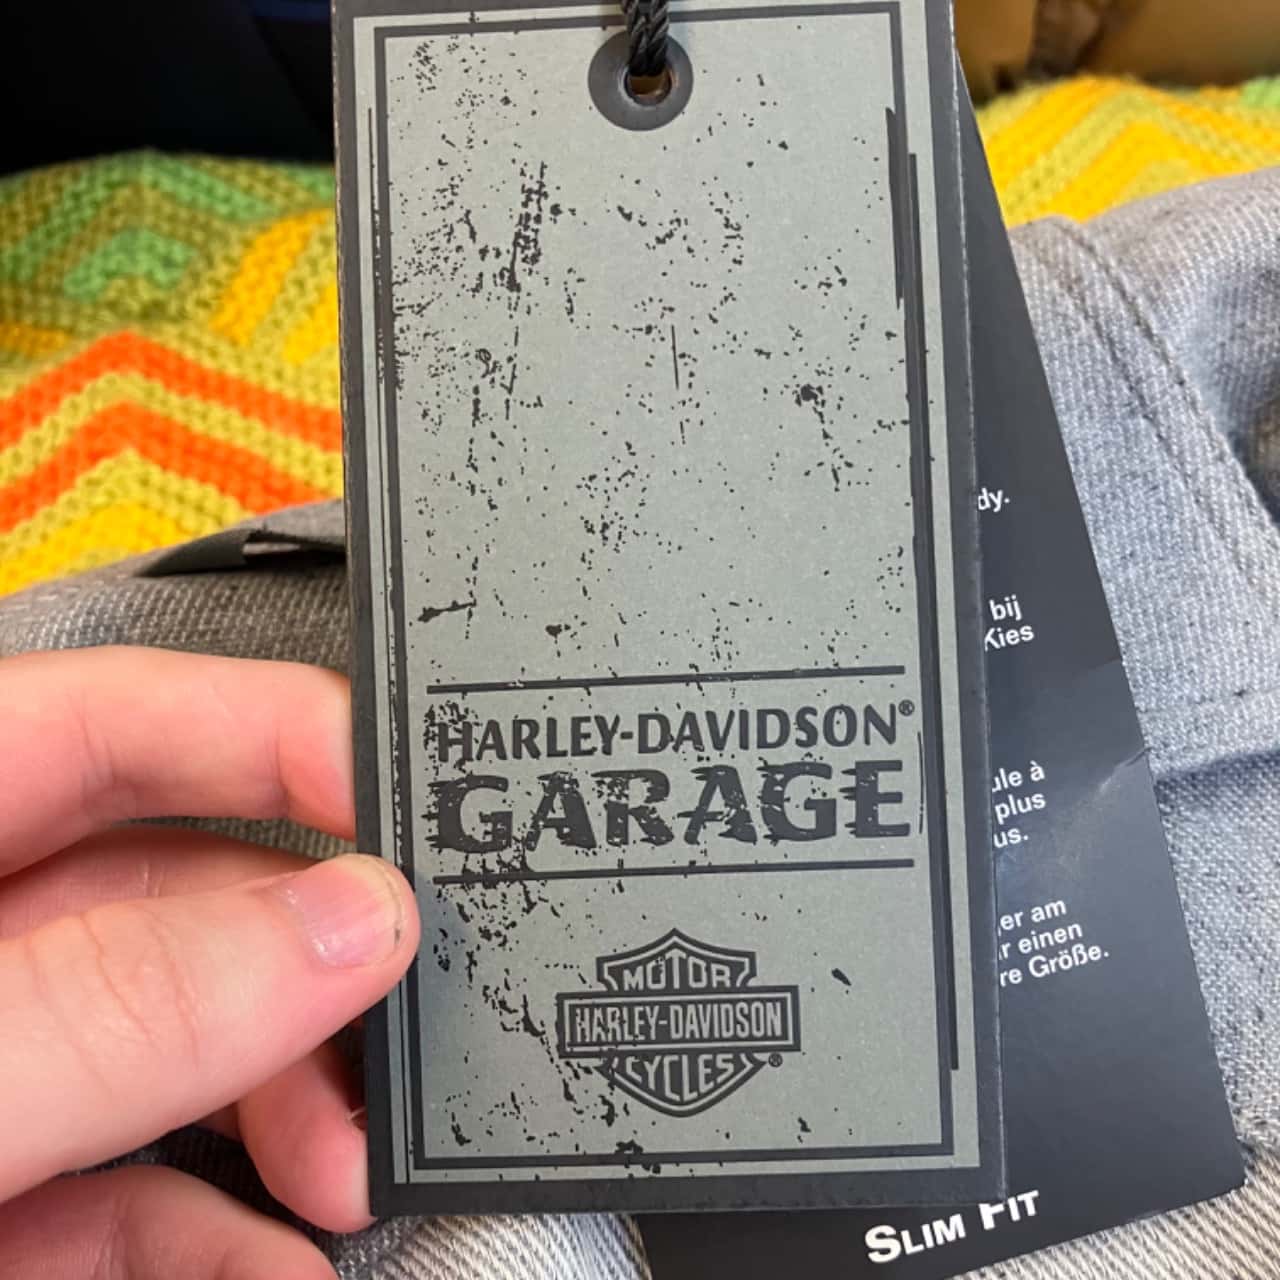 HARLEY-DAVIDSON®
GARAGE
MOTOR
HARLEY-DAVIDSON
CYCLES®
dy.
bij
Kies
ule à
plus
us.
er am
r einen
re Größe.
SLIM FIT